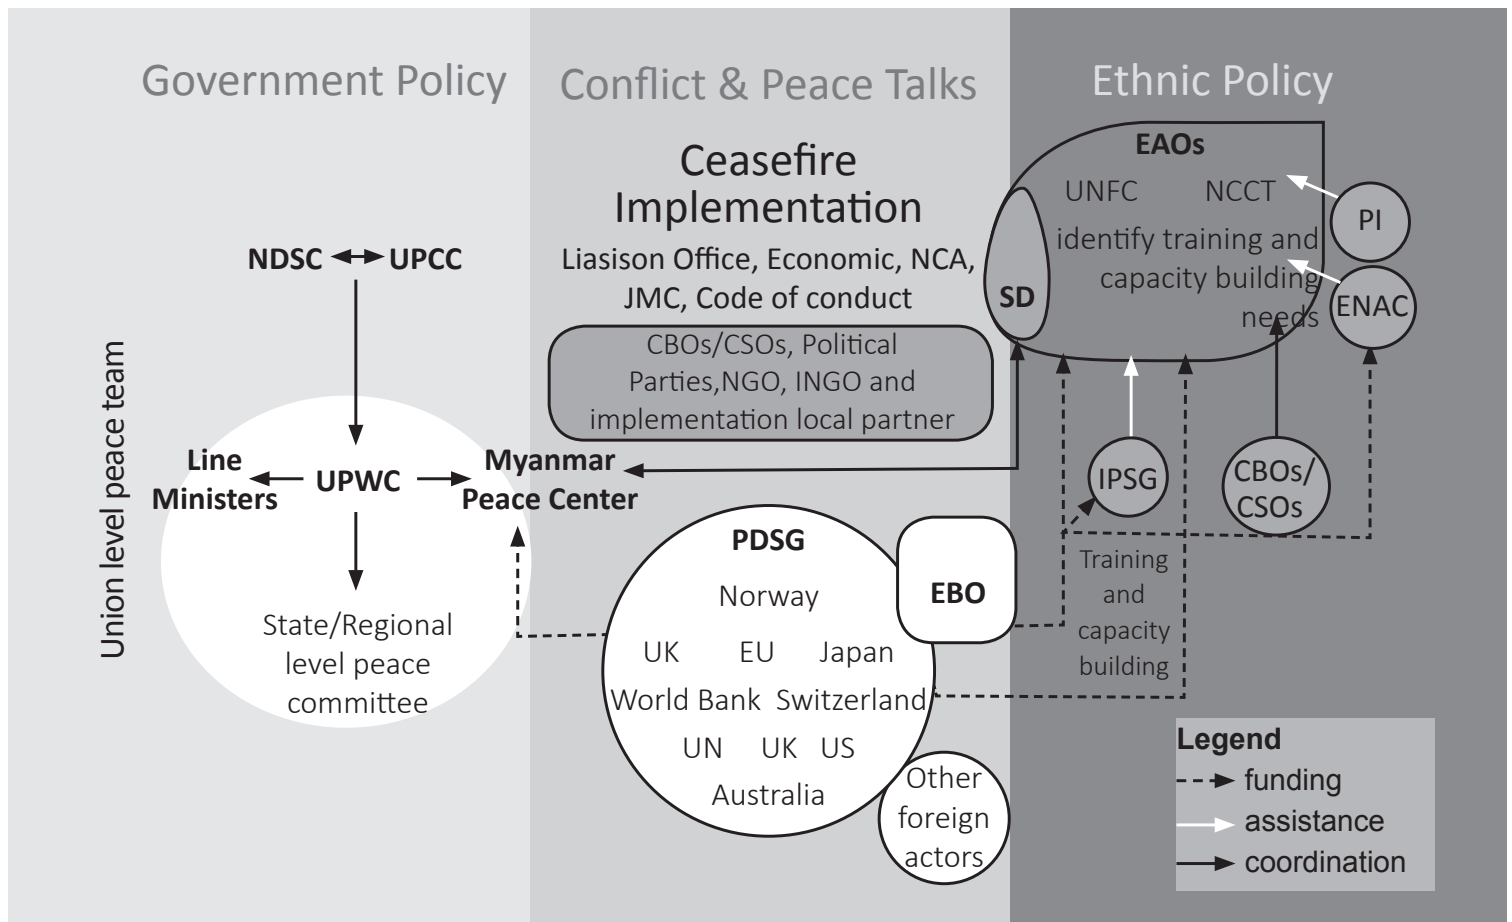 Government Policy
Conflict & Peace Talks
Ethnic Policy
Union level peace team
NDSC
UPCC
Line
Ministers
UPWC
Myanmar
Peace Center
State/Regional
level peace
committee
Ceasefire
Implementation
Liasison Office, Economic, NCA,
JMC, Code of conduct
CBOs/CSOs, Political
Parties,NGO, INGO and
implementation local partner
PDSG
Norway
UK EU Japan
World Bank Switzerland
UN UK US
Australia
EBO
Other
foreign
actors
EAOs
UNFC NCCT
identify training and
capacity building
needs
SD
PI
ENAC
IPSG
CBOs/
CSOs
Training
and
capacity
building
Legend
funding
assistance
coordination